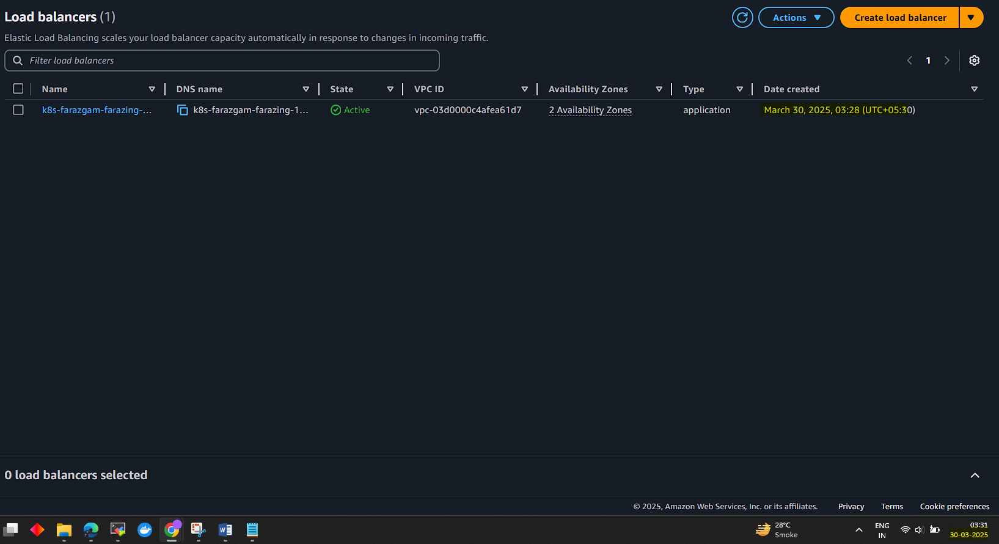 Load balancers (1)
Actions
Create load balancer
Elastic Load Balancing scales your load balancer capacity automatically in response to changes in incoming traffic.
Filter load balancers
1
Name DNS name State VPC ID Availability Zones Type Date created
k8s-farazgam-farazing-... k8s-farazgam-farazing-1... Active vpc-03d0000c4afea61d7 2 Availability Zones application March 30, 2025, 03:28 (UTC+05:30)
0 load balancers selected
© 2025, Amazon Web Services, Inc. or its affiliates. Privacy Terms Cookie preferences
28°C
Smoke
ENG
IN
03:31
30-03-2025